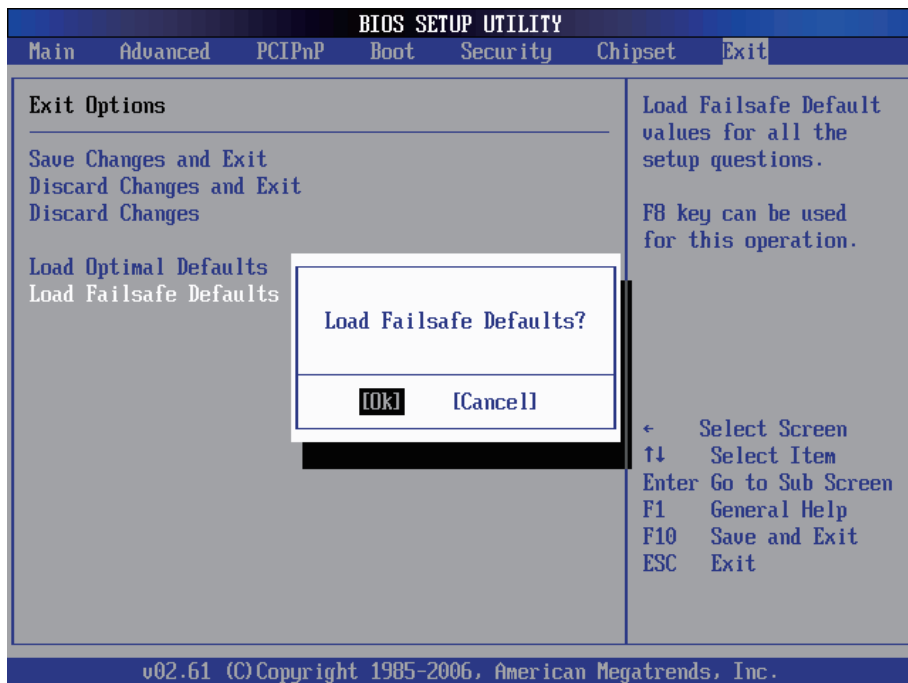 BIOS SETUP UTILITY
Main Advanced PCIPnP Boot Security Chipset Exit
Exit Options
Save Changes and Exit
Discard Changes and Exit
Discard Changes
Load Optimal Defaults
Load Failsafe Defaults
Load Failsafe Defaults?
[Ok] [Cancel]
Load Failsafe Default
values for all the
setup questions.
F8 key can be used
for this operation.
← Select Screen
↑↓ Select Item
Enter Go to Sub Screen
F1 General Help
F10 Save and Exit
ESC Exit
v02.61 (C)Copyright 1985-2006, American Megatrends, Inc.